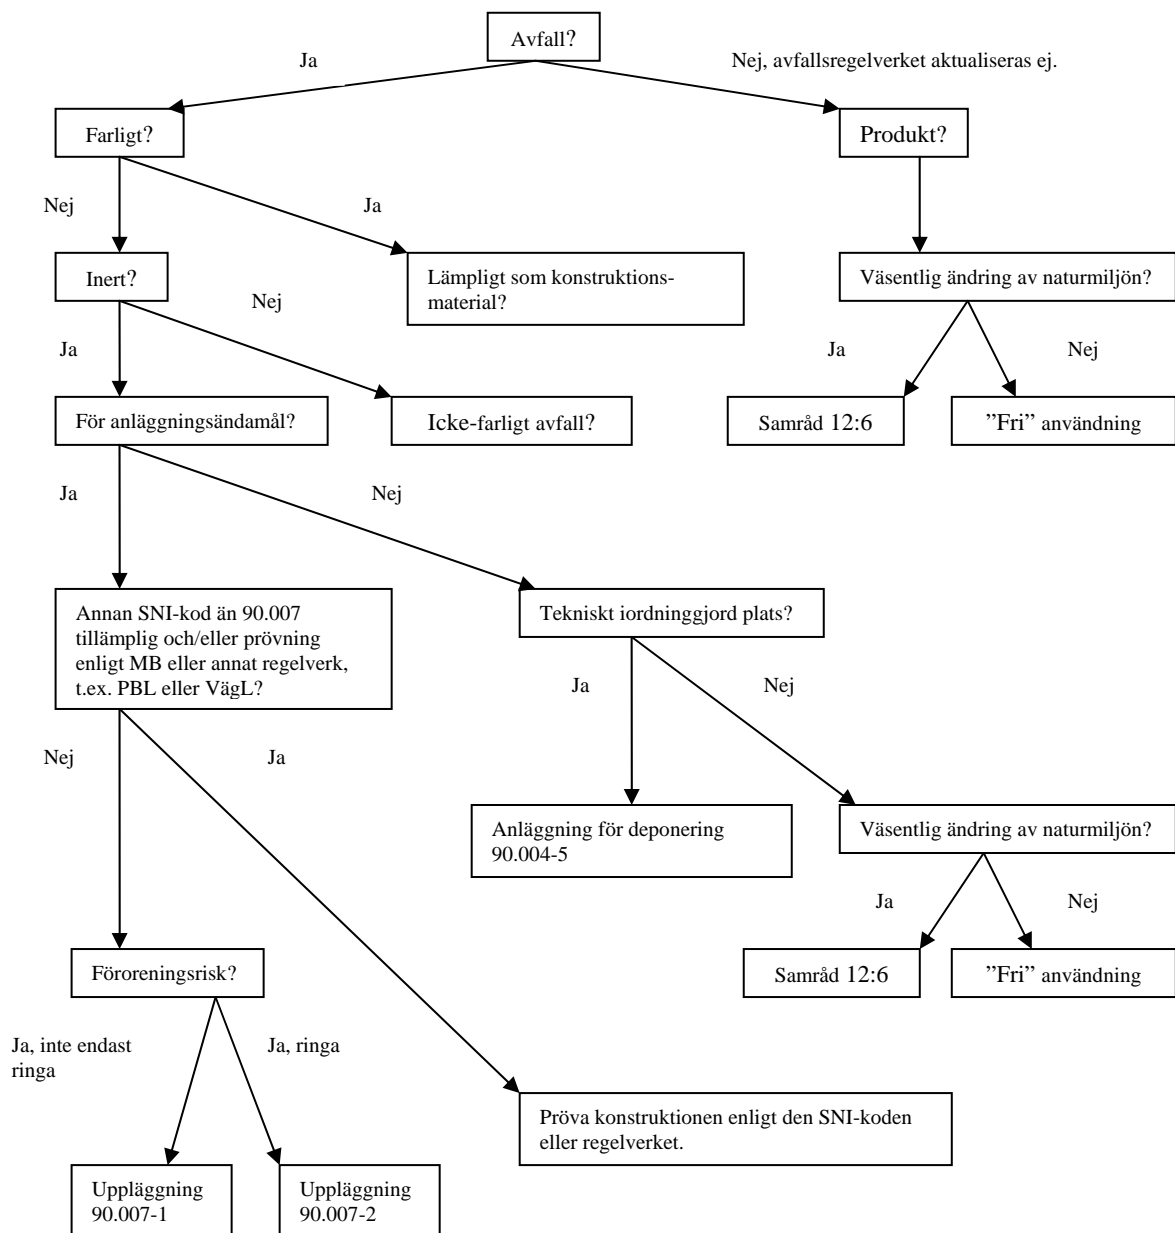 Avfall?
Ja
Nej, avfallsregelverket aktualiseras ej.
Farligt?
Produkt?
Nej
Ja
Inert?
Lämpligt som konstruktions-
material?
Väsentlig ändring av naturmiljön?
Nej
Ja
Ja
Nej
För anläggningsändamål?
Icke-farligt avfall?
Samråd 12:6
”Fri” användning
Ja
Nej
Annan SNI-kod än 90.007
tillämplig och/eller prövning
enligt MB eller annat regelverk,
t.ex. PBL eller VägL?
Tekniskt iordninggjord plats?
Ja
Nej
Nej
Ja
Anläggning för deponering
90.004-5
Väsentlig ändring av naturmiljön?
Ja
Nej
Föroreningsrisk?
Samråd 12:6
”Fri” användning
Ja, inte endast
ringa
Ja, ringa
Pröva konstruktionen enligt den SNI-koden
eller regelverket.
Uppläggning
90.007-1
Uppläggning
90.007-2